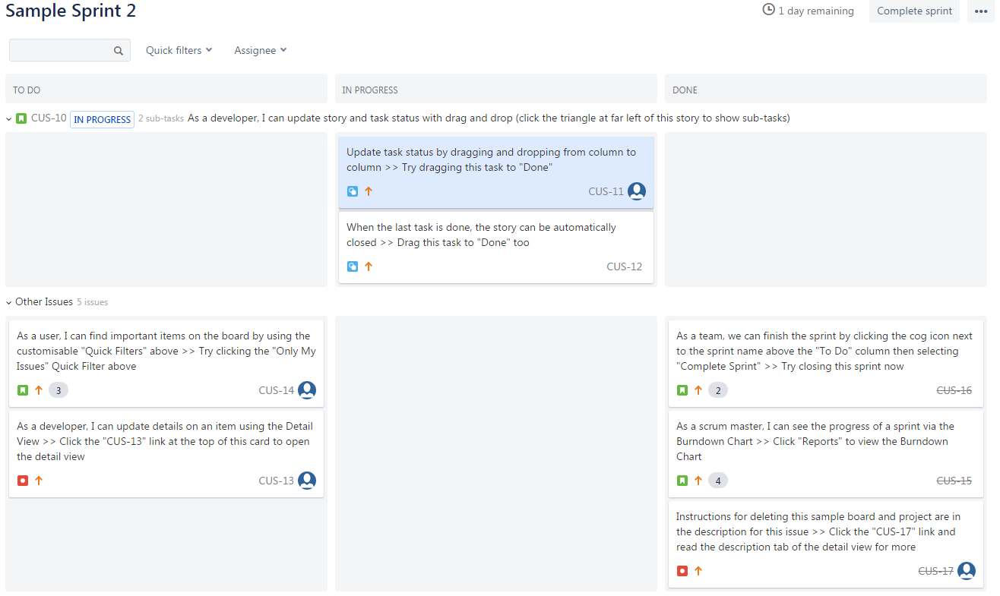 Sample Sprint 2
1 day remaining
Complete sprint
Quick filters
Assignee
TO DO
IN PROGRESS
DONE
CUS-10 IN PROGRESS 2 sub-tasks As a developer, I can update story and task status with drag and drop (click the triangle at far left of this story to show sub-tasks)
Update task status by dragging and dropping from column to
column >> Try dragging this task to "Done"
CUS-11
When the last task is done, the story can be automatically
closed >> Drag this task to "Done" too
CUS-12
Other Issues 5 issues
As a user, I can find important items on the board by using the
customisable "Quick Filters" above >> Try clicking the "Only My
Issues" Quick Filter above
3 CUS-14
As a developer, I can update details on an item using the Detail
View >> Click the "CUS-13" link at the top of this card to open
the detail view
CUS-13
As a team, we can finish the sprint by clicking the cog icon next
to the sprint name above the "To Do" column then selecting
"Complete Sprint" >> Try closing this sprint now
2 CUS-16
As a scrum master, I can see the progress of a sprint via the
Burndown Chart >> Click "Reports" to view the Burndown
Chart
4 CUS-15
Instructions for deleting this sample board and project are in
the description for this issue >> Click the "CUS-17" link and
read the description tab of the detail view for more
CUS-17